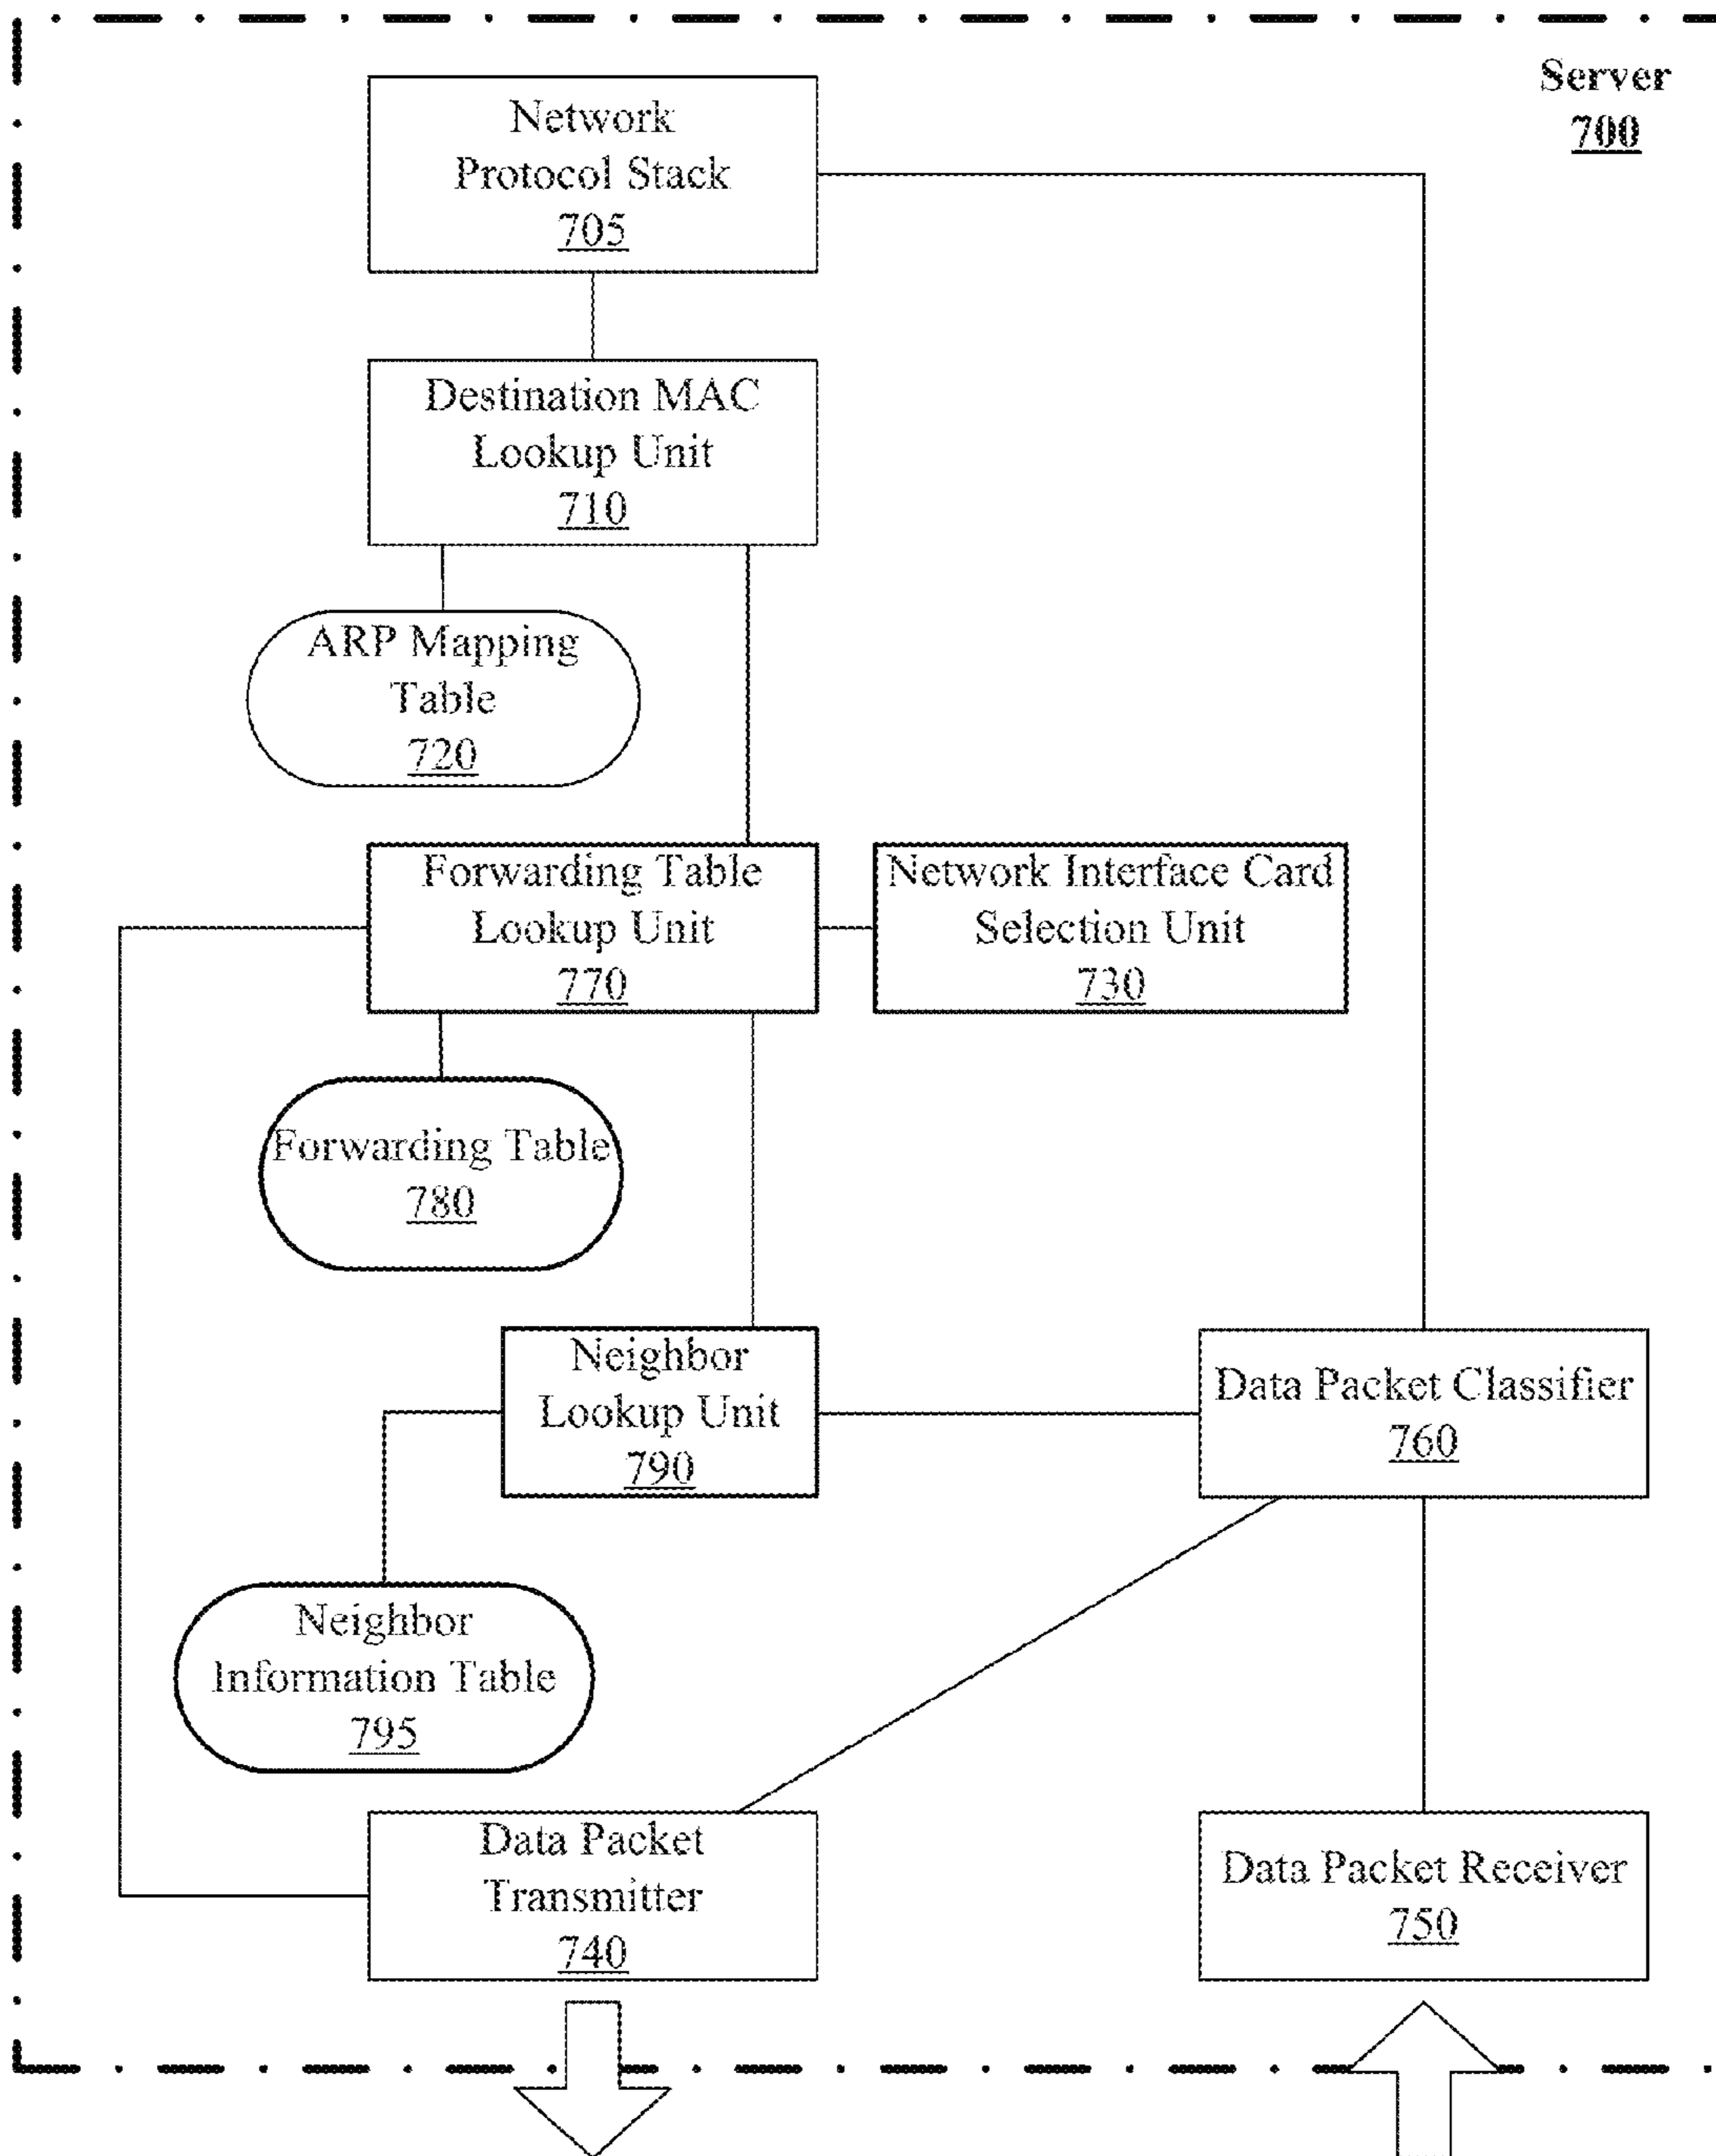 Server
700
Network
Protocol Stack
705
Destination MAC
Lookup Unit
710
ARP Mapping
Table
720
Forwarding Table
Lookup Unit
770
Network Interface Card
Selection Unit
730
Forwarding Table
780
Neighbor
Lookup Unit
790
Data Packet Classifier
760
Neighbor
Information Table
795
Data Packet
Transmitter
740
Data Packet Receiver
750